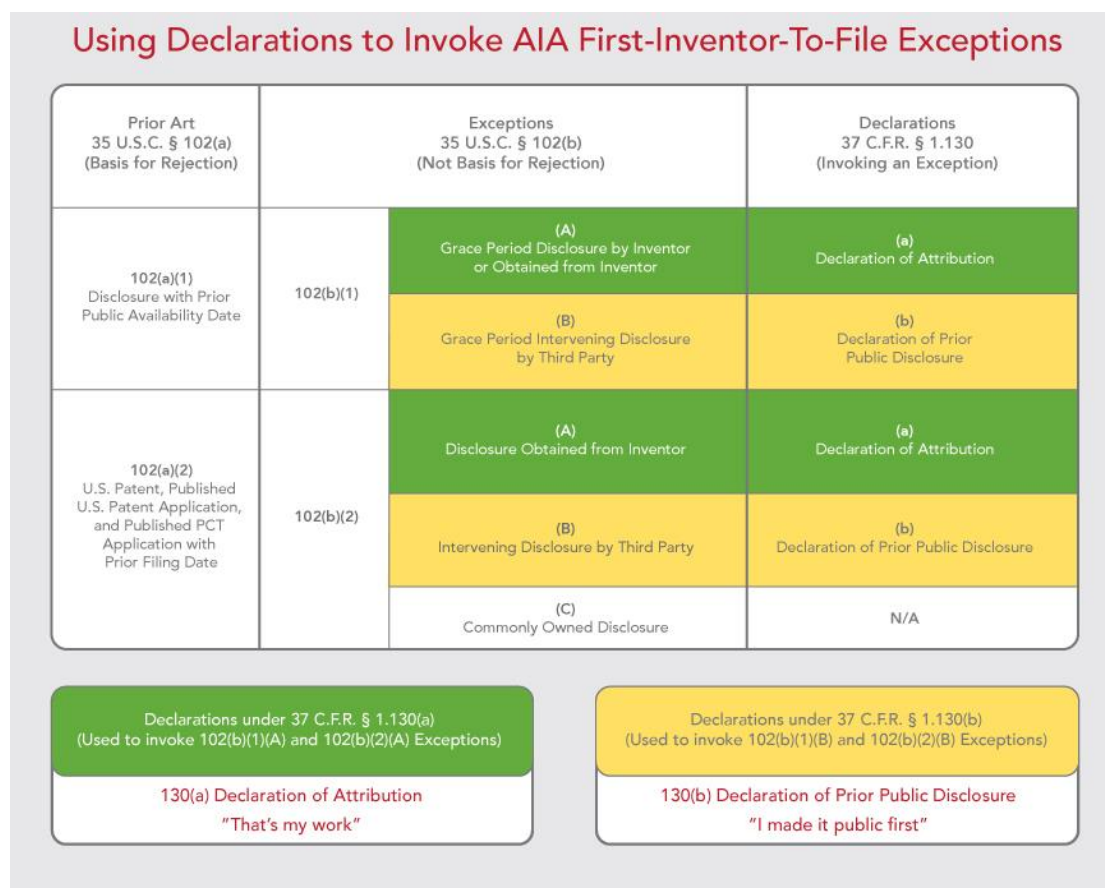 Using Declarations to Invoke AIA First-Inventor-To-File Exceptions
Prior Art
35 U.S.C. § 102(a)
(Basis for Rejection)
Exceptions
35 U.S.C. § 102(b)
(Not Basis for Rejection)
Declarations
37 C.F.R. § 1.130
(Invoking an Exception)
102(a)(1)
Disclosure with Prior
Public Availability Date
102(b)(1)
(A)
Grace Period Disclosure by Inventor
or Obtained from Inventor
(a)
Declaration of Attribution
(B)
Grace Period Intervening Disclosure
by Third Party
(b)
Declaration of Prior
Public Disclosure
102(a)(2)
U.S. Patent, Published
U.S. Patent Application,
and Published PCT
Application with
Prior Filing Date
102(b)(2)
(A)
Disclosure Obtained from Inventor
(a)
Declaration of Attribution
(B)
Intervening Disclosure by Third Party
(b)
Declaration of Prior Public Disclosure
(C)
Commonly Owned Disclosure
N/A
Declarations under 37 C.F.R. § 1.130(a)
(Used to invoke 102(b)(1)(A) and 102(b)(2)(A) Exceptions)
130(a) Declaration of Attribution
"That's my work"
Declarations under 37 C.F.R. § 1.130(b)
(Used to invoke 102(b)(1)(B) and 102(b)(2)(B) Exceptions)
130(b) Declaration of Prior Public Disclosure
"I made it public first"